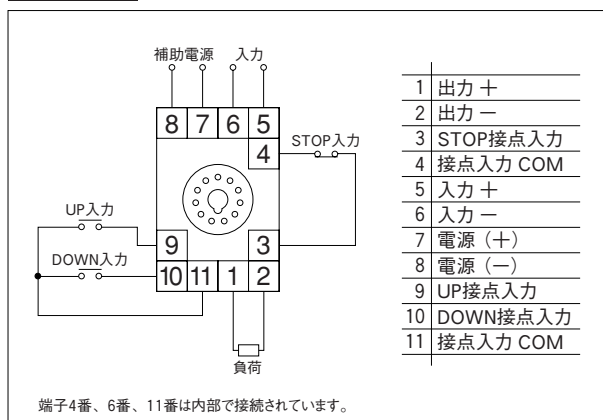 補助電源 入力
8 7 6 5
4
STOP入力
UP入力
DOWN入力
9 3
10 11 1 2
負荷
1 出力 ＋
2 出力 －
3 STOP接点入力
4 接点入力 COM
5 入力 ＋
6 入力 －
7 電源（＋）
8 電源（－）
9 UP接点入力
10 DOWN接点入力
11 接点入力 COM
端子4番、6番、11番は内部で接続されています。